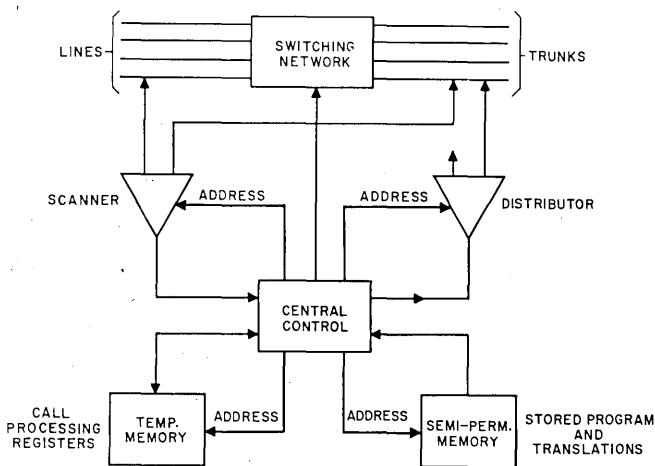 SWITCHING
NETWORK
LINES
TRUNKS
SCANNER
ADDRESS
ADDRESS
DISTRIBUTOR
CENTRAL
CONTROL
CALL
PROCESSING
REGISTERS
TEMP.
MEMORY
ADDRESS
ADDRESS
SEMI-PERM.
MEMORY
STORED PROGRAM
AND
TRANSLATIONS